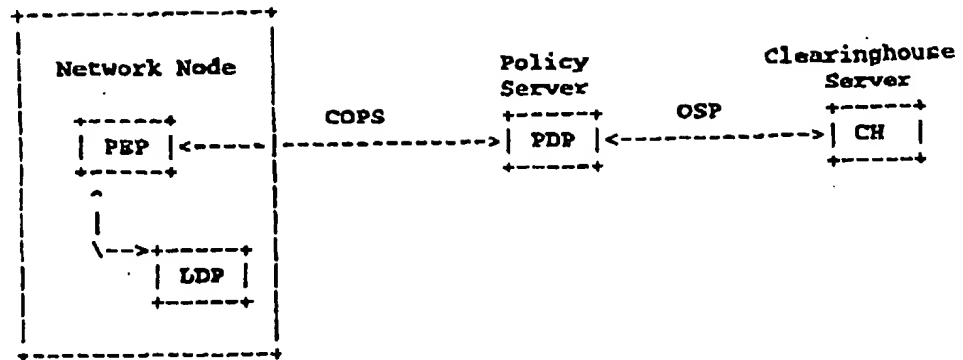 Network Node
Policy
Server
Clearinghouse
Server
COPS
OSP
PEP
PDP
CH
LDP